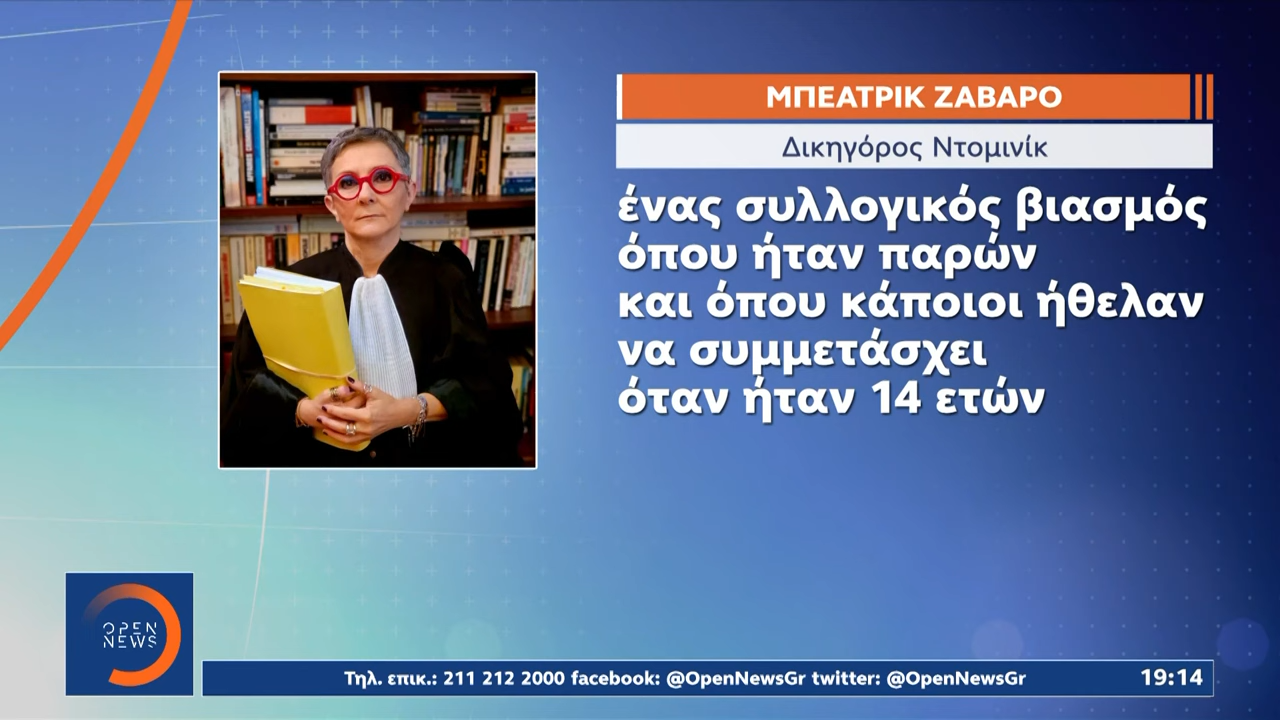 ΜΠΕΑΤΡΙΚ ΖΑΒΑΡΟ
Δικηγόρος Ντομινίκ
ένας συλλογικός βιασμός
όπου ήταν παρών
και όπου κάποιοι ήθελαν
να συμμετάσχει
όταν ήταν 14 ετών
OPEN
NEWS
Τηλ. επικ.: 211 212 2000 facebook: @OpenNewsGr twitter: @OpenNewsGr
19:14